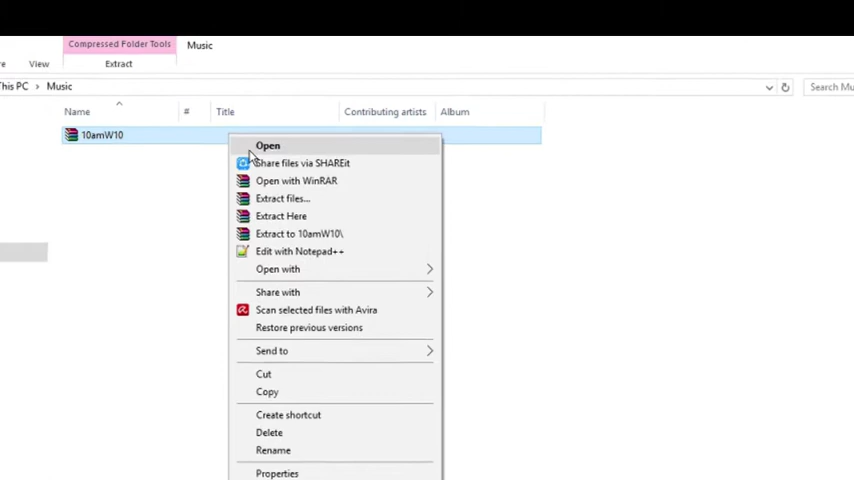 Compressed Folder Tools Music
re View Extract
This PC > Music Search Mu
Name # Title Contributing artists Album
10amW10
Open
Share files via SHAREit
Open with WinRAR
Extract files...
Extract Here
Extract to 10amW10\
Edit with Notepad++
Open with
Share with
Scan selected files with Avira
Restore previous versions
Send to
Cut
Copy
Create shortcut
Delete
Rename
Properties